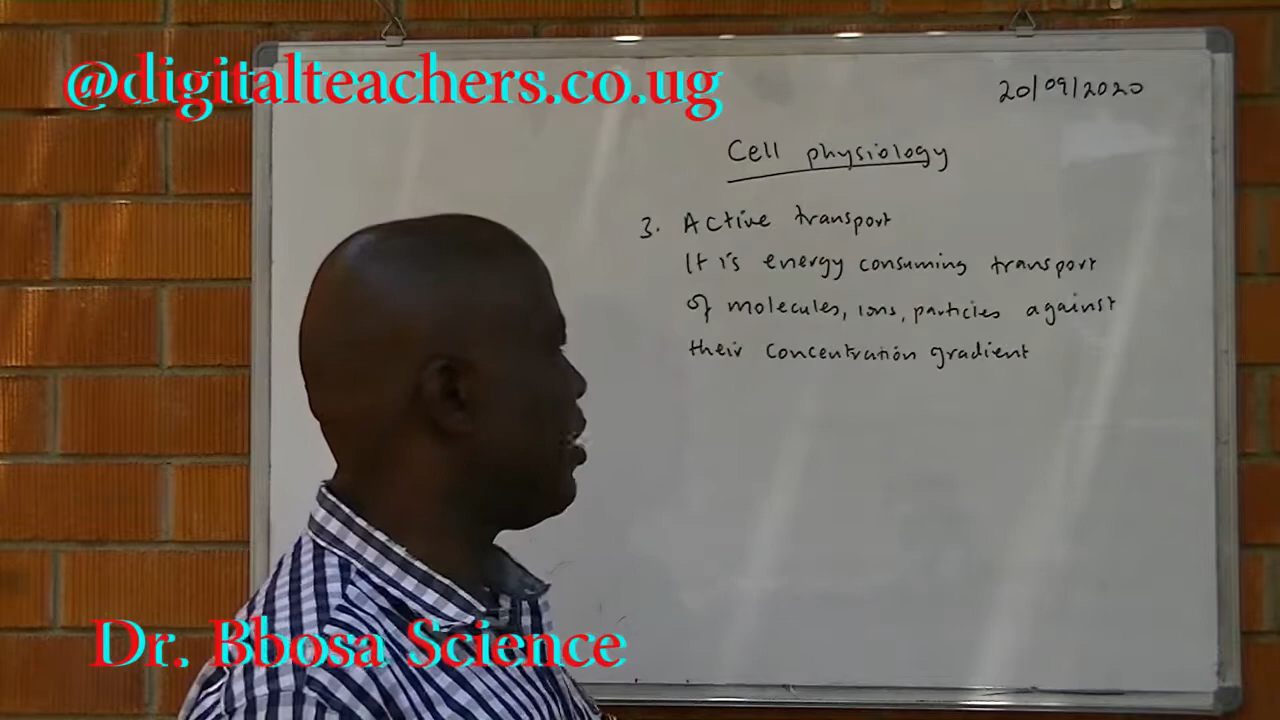 @digitalteachers.co.ug
20/09/2020
Cell physiology
3. Active transport
It is energy consuming transport
of molecules, ions, particles against
their concentration gradient
Dr. Bbosa Science